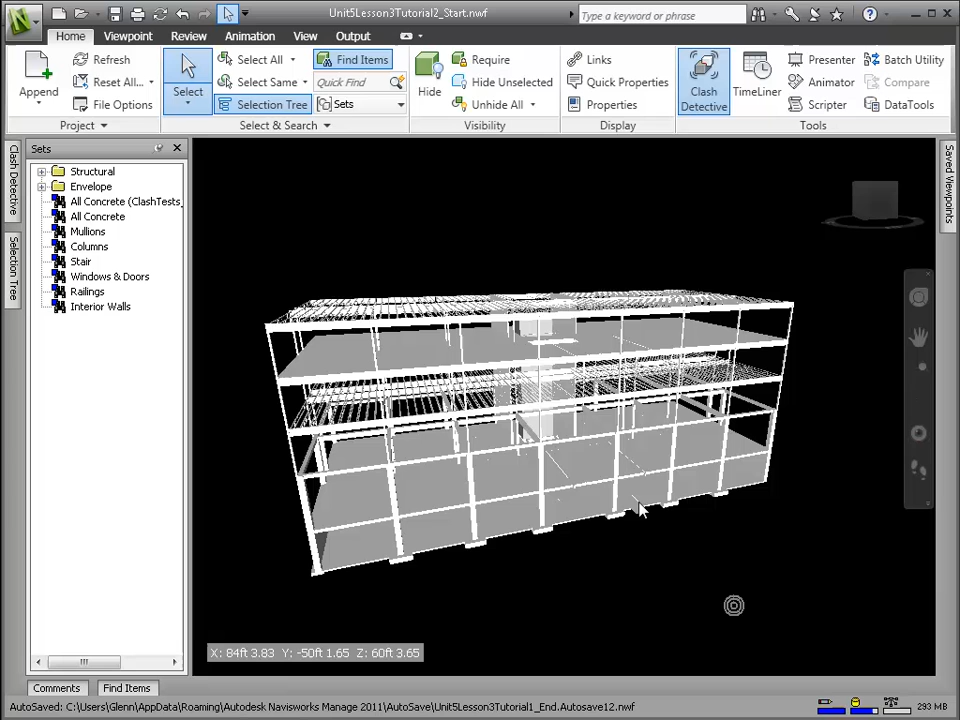 Unit5Lesson3Tutorial2_Start.nwf
Type a keyword or phrase
Home Viewpoint Review Animation View Output
Append
Refresh
Reset All...
File Options
Project
Select
Select All
Select Same
Selection Tree
Find Items
Quick Find
Sets
Select & Search
Hide
Require
Hide Unselected
Unhide All
Visibility
Links
Quick Properties
Properties
Display
Clash Detective
TimeLiner
Presenter
Animator
Scripter
Batch Utility
Compare
DataTools
Tools
Clash Detective
Selection Tree
Sets
Structural
Envelope
All Concrete (ClashTests_
All Concrete
Mullions
Columns
Stair
Windows & Doors
Railings
Interior Walls
Saved Viewpoints
X: 84ft 3.83 Y: -50ft 1.65 Z: 60ft 3.65
Comments Find Items
AutoSaved: C:\Users\Glenn\AppData\Roaming\Autodesk Navisworks Manage 2011\AutoSave\Unit5Lesson3Tutorial1_End.Autosave12.nwf
293 MB